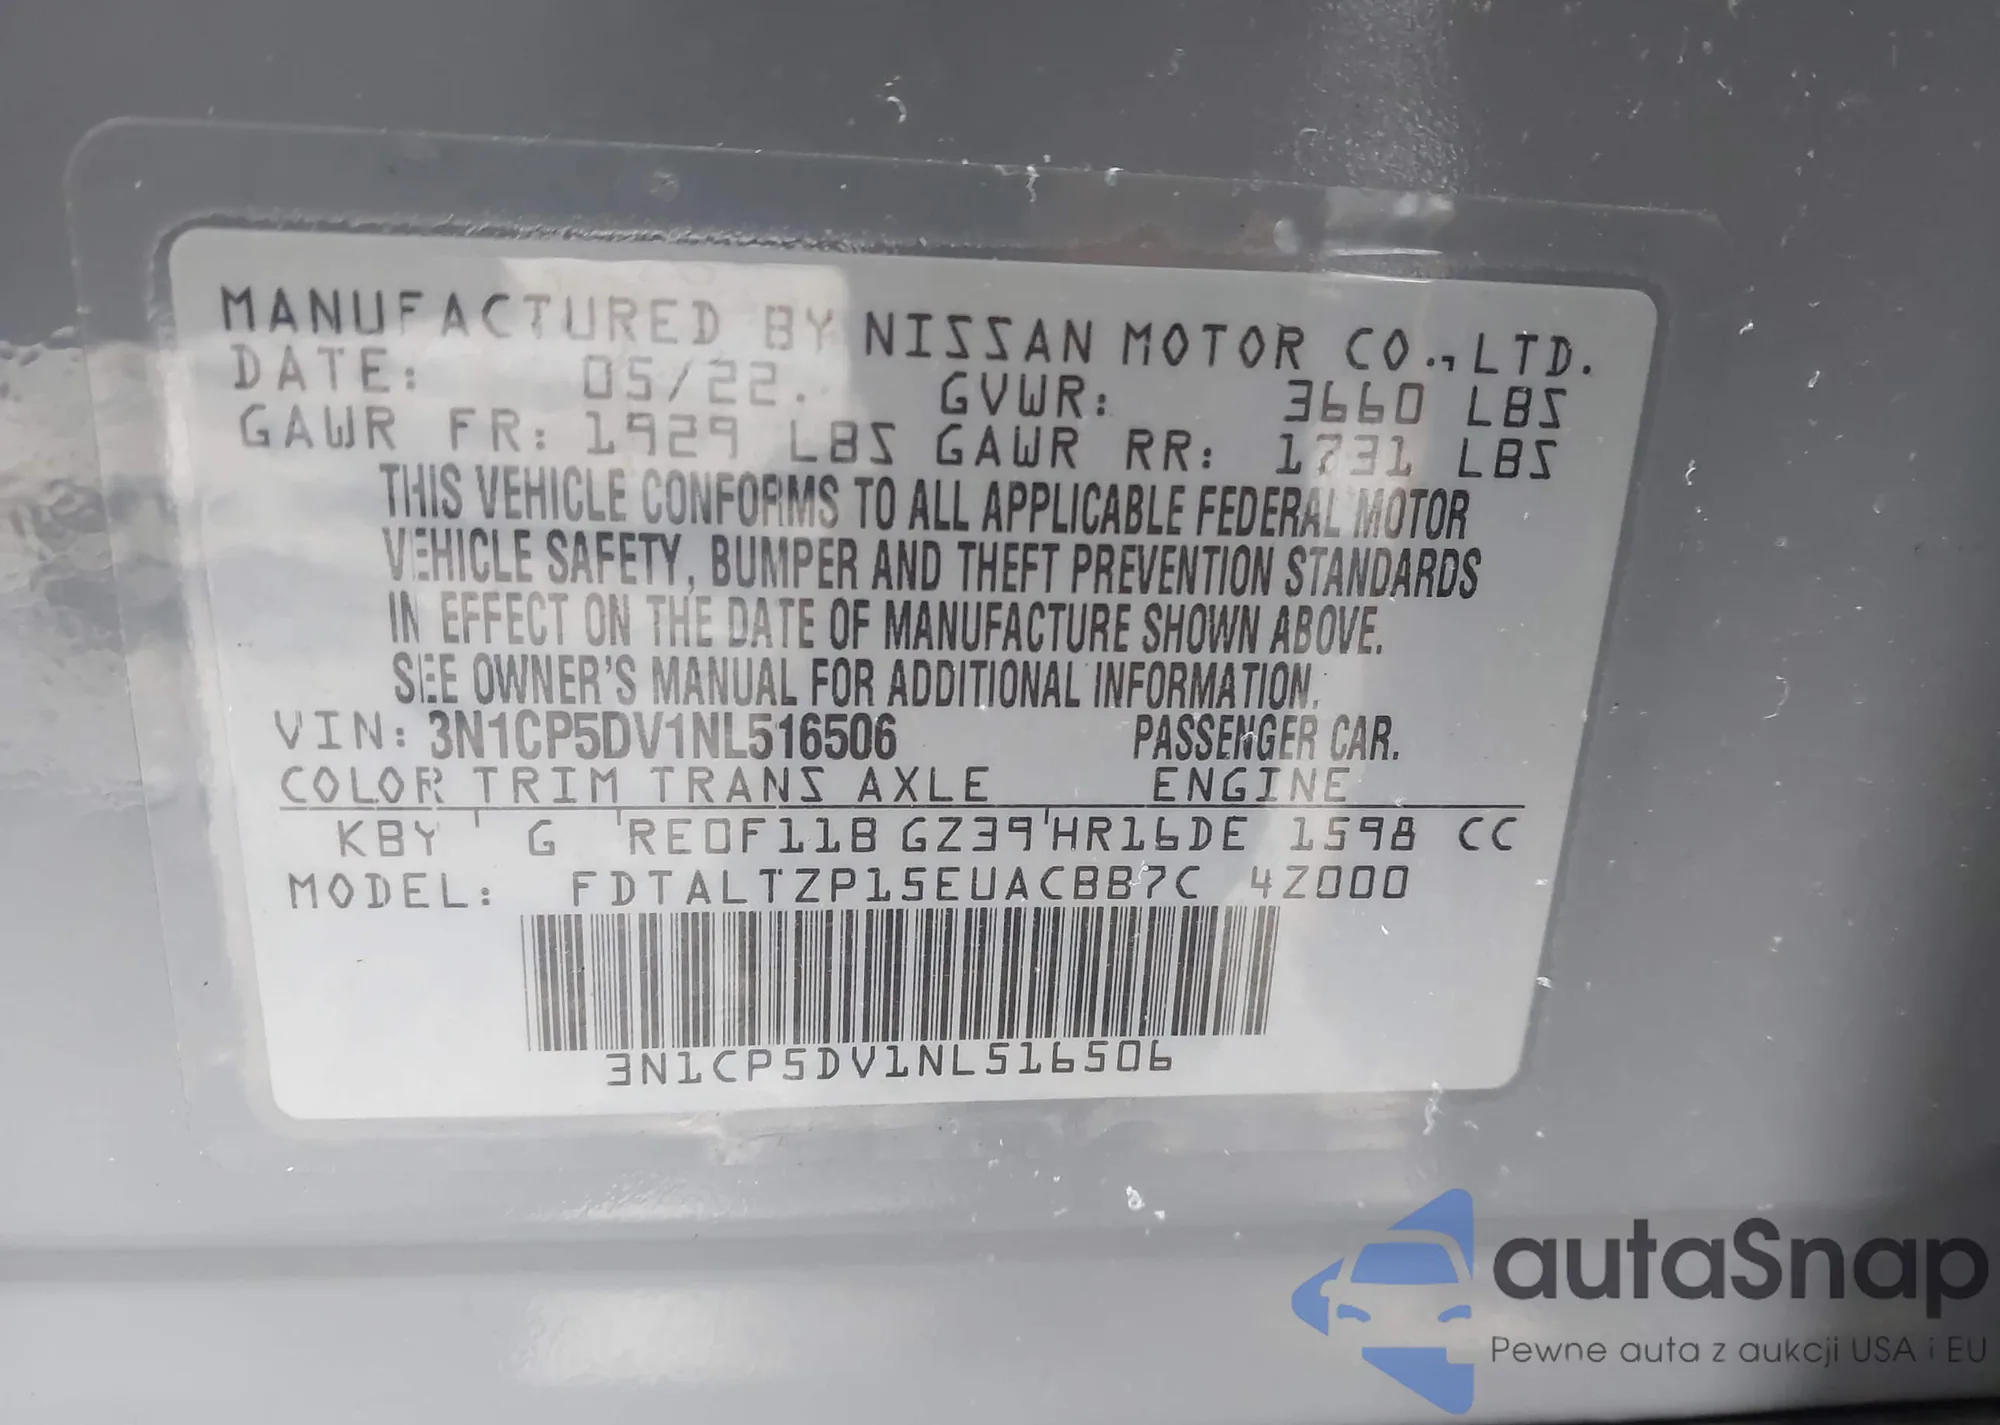 MANUFACTURED BY NISSAN MOTOR CO., LTD.
DATE: 05/22. GVWR: 3660 LBS
GAWR FR: 1929 LBS GAWR RR: 1731 LBS
THIS VEHICLE CONFORMS TO ALL APPLICABLE FEDERAL MOTOR
VEHICLE SAFETY, BUMPER AND THEFT PREVENTION STANDARDS
IN EFFECT ON THE DATE OF MANUFACTURE SHOWN ABOVE.
SEE OWNER'S MANUAL FOR ADDITIONAL INFORMATION.
VIN: 3N1CP5DV1NL516506 PASSENGER CAR.
COLOR TRIM TRANS AXLE ENGINE
KBY G RE0F11B GZ39 HR16DE 1598 CC
MODEL: FDTALTZP15EUACBB7C 4Z000
3N1CP5DV1NL516506
autaSnap
Pewne auta z aukcji USA i EU